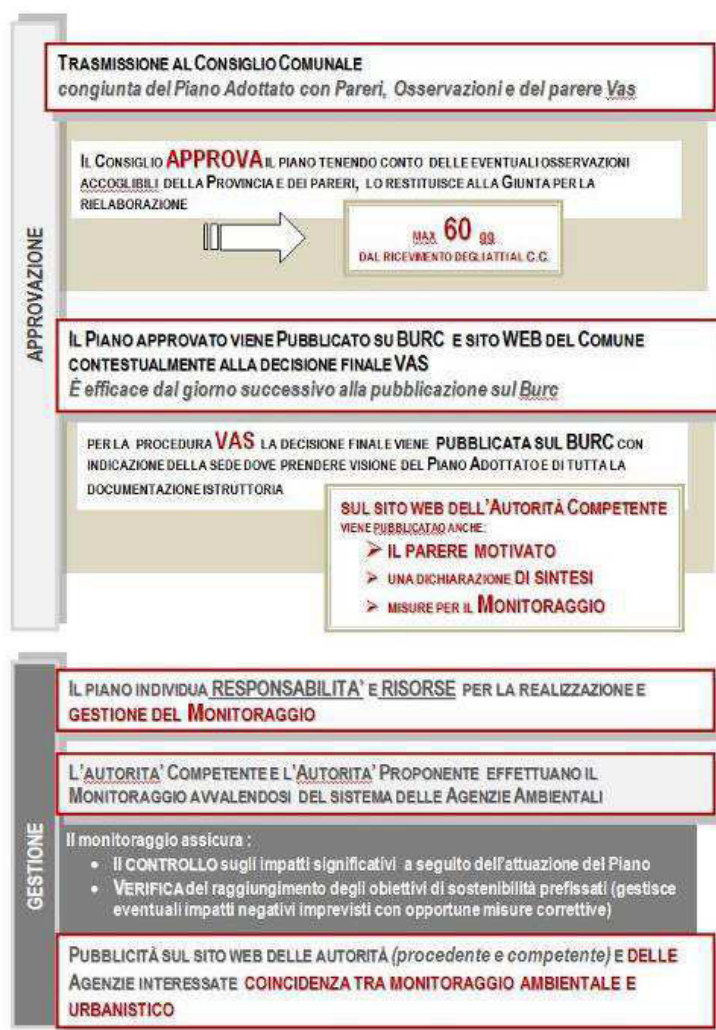 APPROVAZIONE
TRASMISSIONE AL CONSIGLIO COMUNALE
congiunta del Piano Adottato con Pareri, Osservazioni e del parere Vas
IL CONSIGLIO APPROVA IL PIANO TENENDO CONTO DELLE EVENTUALI OSSERVAZIONI
ACCOGLIBILI DELLA PROVINCIA E DEI PARERI, LO RESTITUISCE ALLA GIUNTA PER LA
RIELABORAZIONE
MAX 60 gg
DAL RICEVIMENTO DEGLI ATTI AL C.C.
IL PIANO APPROVATO VIENE PUBBLICATO SU BURC E SITO WEB DEL COMUNE
CONTESTUALMENTE ALLA DECISIONE FINALE VAS
È efficace dal giorno successivo alla pubblicazione sul Burc
PER LA PROCEDURA VAS LA DECISIONE FINALE VIENE PUBBLICATA SUL BURC CON
INDICAZIONE DELLA SEDE DOVE PRENDERE VISIONE DEL PIANO ADOTTATO E DI TUTTA LA
DOCUMENTAZIONE ISTRUTTORIA
SUL SITO WEB DELL'AUTORITÀ COMPETENTE
VIENE PUBBLICATAO ANCHE:
➢ IL PARERE MOTIVATO
➢ UNA DICHIARAZIONE DI SINTESI
➢ MISURE PER IL MONITORAGGIO
GESTIONE
IL PIANO INDIVIDUA RESPONSABILITA' E RISORSE PER LA REALIZZAZIONE E
GESTIONE DEL MONITORAGGIO
L'AUTORITA' COMPETENTE E L'AUTORITA' PROPONENTE EFFETTUANO IL
MONITORAGGIO AVVALENDOSI DEL SISTEMA DELLE AGENZIE AMBIENTALI
Il monitoraggio assicura :
• Il CONTROLLO sugli impatti significativi a seguito dell'attuazione del Piano
• VERIFICA del raggiungimento degli obiettivi di sostenibilità prefissati (gestisce
eventuali impatti negativi imprevisti con opportune misure correttive)
PUBBLICITÀ SUL SITO WEB DELLE AUTORITÀ (procedente e competente) E DELLE
AGENZIE INTERESSATE COINCIDENZA TRA MONITORAGGIO AMBIENTALE E
URBANISTICO